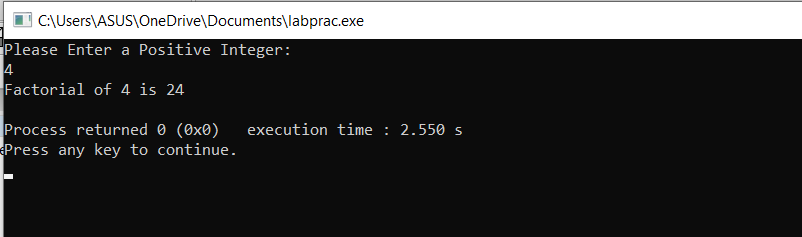 C:\Users\ASUS\OneDrive\Documents\labprac.exe
Please Enter a Positive Integer:
4
Factorial of 4 is 24
Process returned 0 (0x0)   execution time : 2.550 s
Press any key to continue.